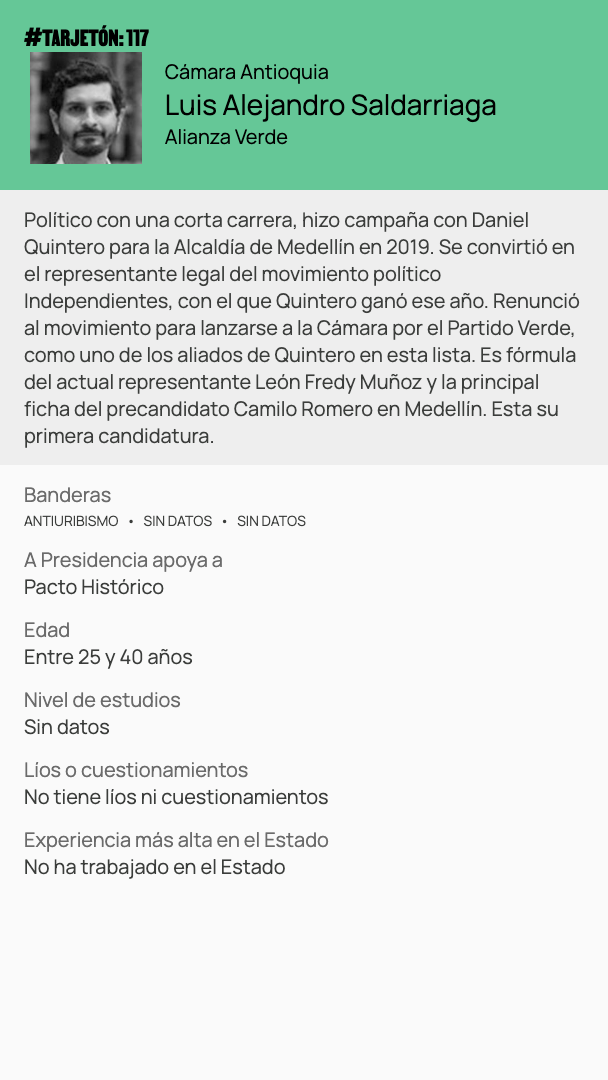 #TARJETÓN: 117
Cámara Antioquia
Luis Alejandro Saldarriaga
Alianza Verde
Político con una corta carrera, hizo campaña con Daniel
Quintero para la Alcaldía de Medellín en 2019. Se convirtió en
el representante legal del movimiento político
Independientes, con el que Quintero ganó ese año. Renunció
al movimiento para lanzarse a la Cámara por el Partido Verde,
como uno de los aliados de Quintero en esta lista. Es fórmula
del actual representante León Fredy Muñoz y la principal
ficha del precandidato Camilo Romero en Medellín. Esta su
primera candidatura.
Banderas
ANTIURIBISMO • SIN DATOS • SIN DATOS
A Presidencia apoya a
Pacto Histórico
Edad
Entre 25 y 40 años
Nivel de estudios
Sin datos
Líos o cuestionamientos
No tiene líos ni cuestionamientos
Experiencia más alta en el Estado
No ha trabajado en el Estado